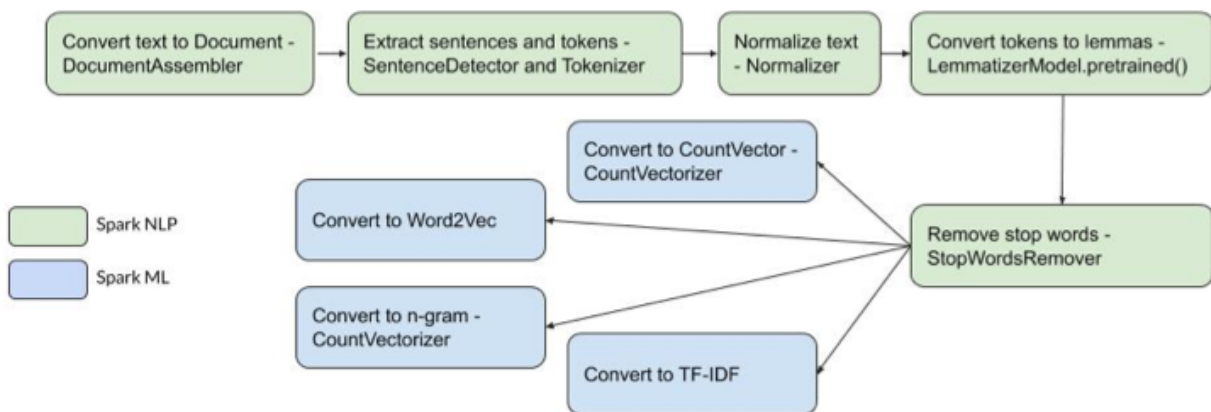 Convert text to Document -
DocumentAssembler
Extract sentences and tokens -
SentenceDetector and Tokenizer
Normalize text
- Normalizer
Convert tokens to lemmas -
LemmatizerModel.pretrained()
Convert to CountVector -
CountVectorizer
Convert to Word2Vec
Spark NLP
Remove stop words -
StopWordsRemover
Spark ML
Convert to n-gram -
CountVectorizer
Convert to TF-IDF